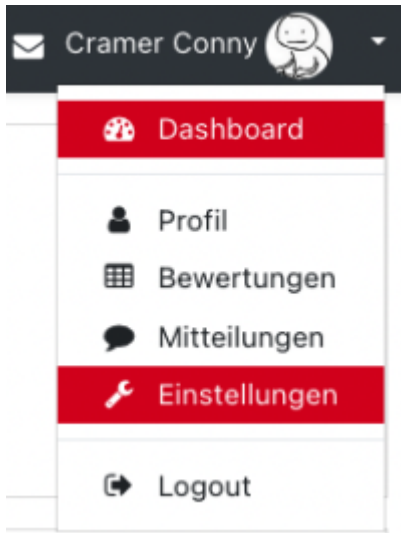 Cramer Conny
Dashboard
Profil
Bewertungen
Mitteilungen
Einstellungen
Logout